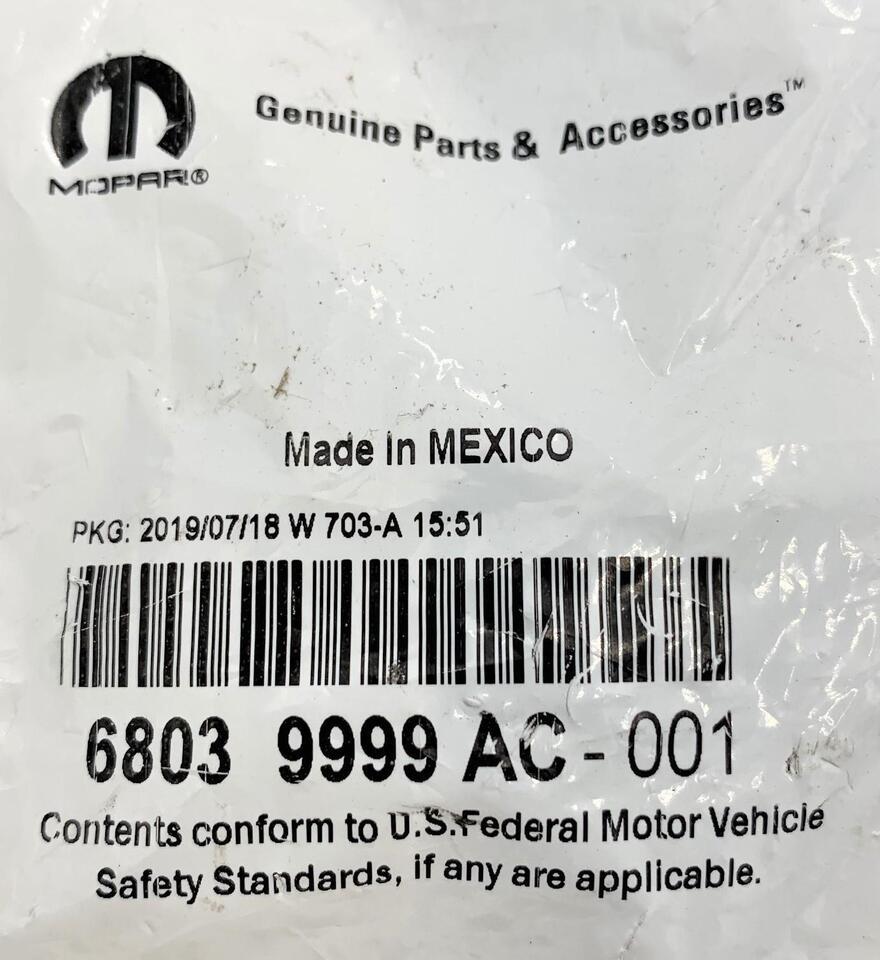 Genuine Parts & Accessories™
MOPAR®
Made In MEXICO
PKG: 2019/07/18 W 703-A 15:51
6803 9999 AC - 001
Contents conform to U.S. Federal Motor Vehicle
Safety Standards, if any are applicable.